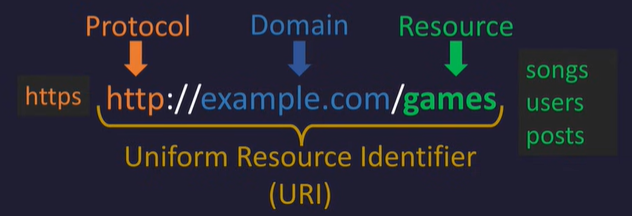 Protocol
Domain
Resource
https
http://example.com/games
songs
users
posts
Uniform Resource Identifier
(URI)